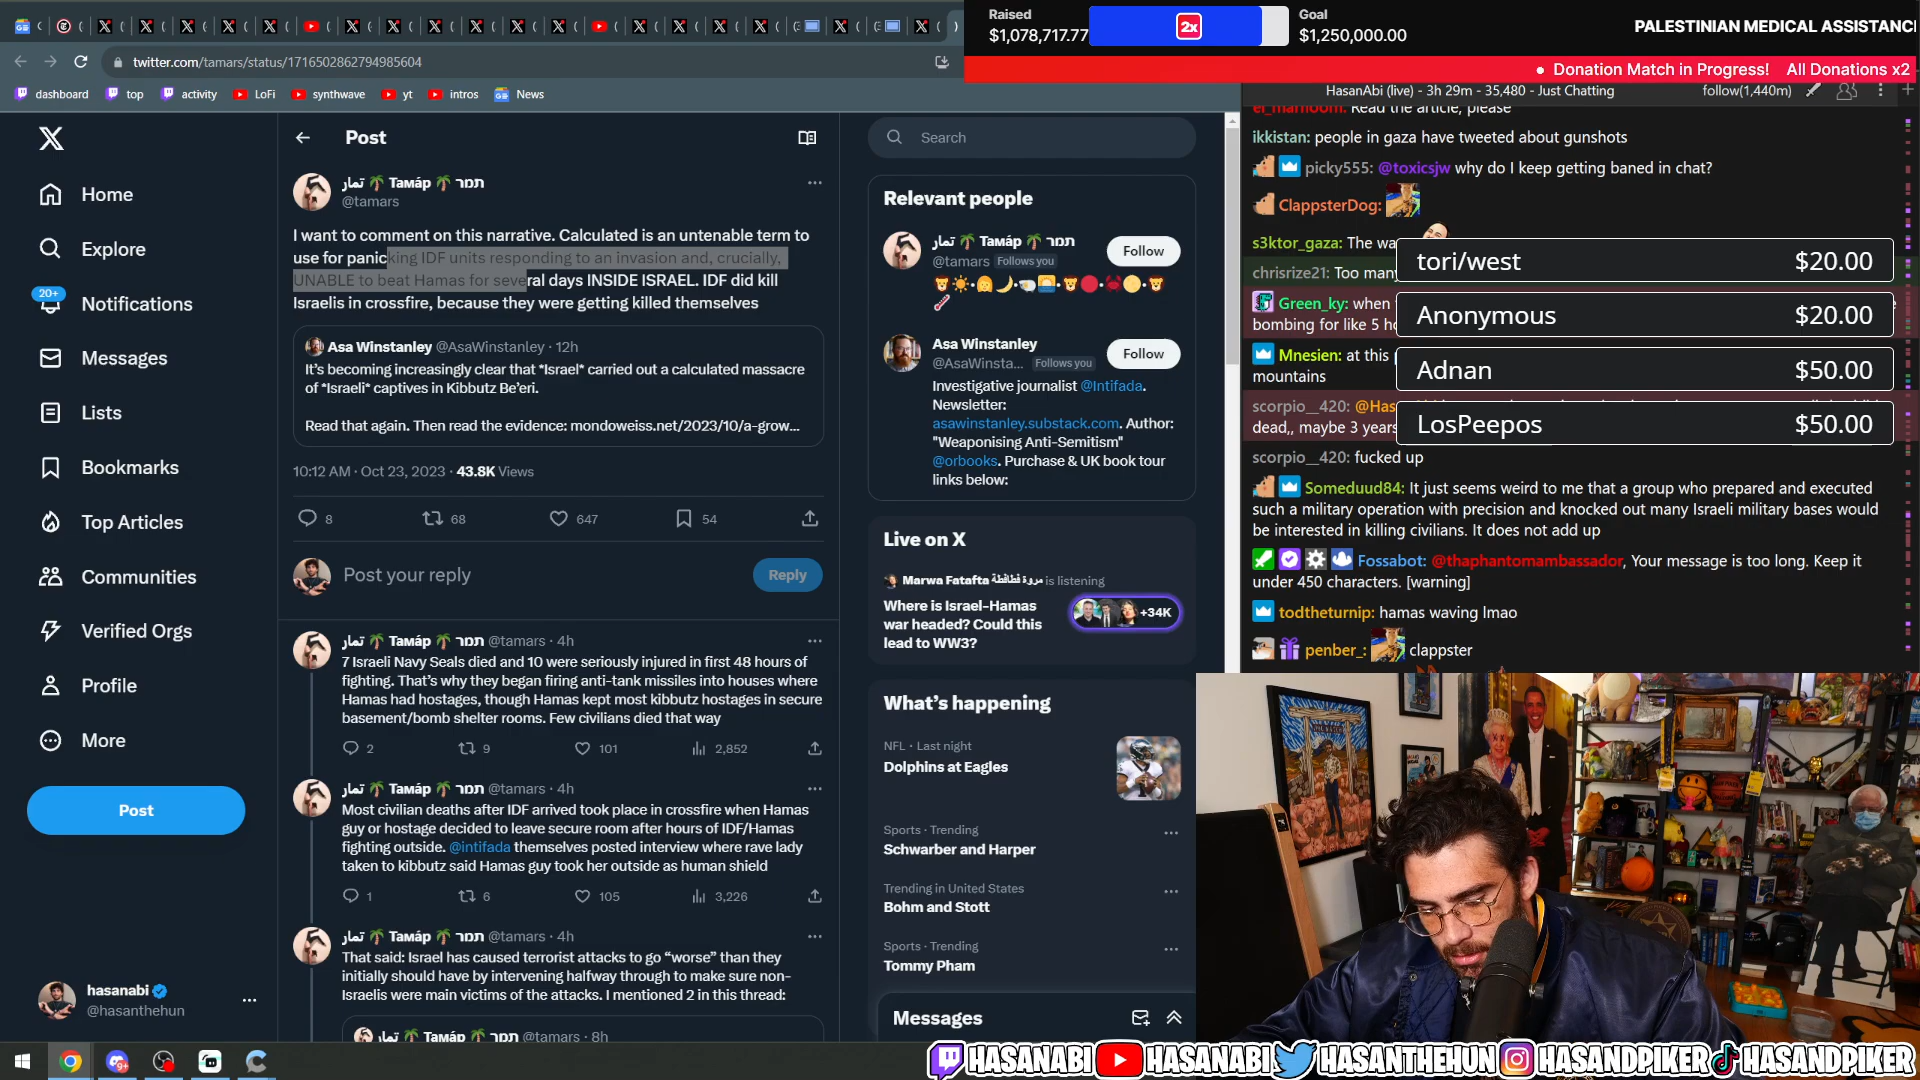 Raised
$1,078,717.77
2x
Goal
$1,250,000.00
PALESTINIAN MEDICAL ASSISTANC
Donation Match in Progress! All Donations x2
twitter.com/tamars/status/1716502862794985604
dashboard
top
activity
LoFi
synthwave
yt
intros
News
HasanAbi (live) - 3h 29m - 35,480 - Just Chatting
follow(1,440m)
Home
Explore
20+
Notifications
Messages
Lists
Bookmarks
Top Articles
Communities
Verified Orgs
Profile
More
Post
hasanabi
@hasanthehun
Post
تمار 🌴 Тамáр 🌴 תמר
@tamars
I want to comment on this narrative. Calculated is an untenable term to
use for panicking IDF units responding to an invasion and, crucially,
UNABLE to beat Hamas for several days INSIDE ISRAEL. IDF did kill
Israelis in crossfire, because they were getting killed themselves
Asa Winstanley @AsaWinstanley · 12h
It's becoming increasingly clear that *Israel* carried out a calculated massacre
of *Israeli* captives in Kibbutz Be'eri.
Read that again. Then read the evidence: mondoweiss.net/2023/10/a-grow...
10:12 AM · Oct 23, 2023 · 43.8K Views
8
68
647
54
Post your reply
Reply
تمار 🌴 Тамáр 🌴 תמר @tamars · 4h
7 Israeli Navy Seals died and 10 were seriously injured in first 48 hours of
fighting. That's why they began firing anti-tank missiles into houses where
Hamas had hostages, though Hamas kept most kibbutz hostages in secure
basement/bomb shelter rooms. Few civilians died that way
2
9
101
2,852
تمار 🌴 Тамáр 🌴 תמר @tamars · 4h
Most civilian deaths after IDF arrived took place in crossfire when Hamas
guy or hostage decided to leave secure room after hours of IDF/Hamas
fighting outside. @intifada themselves posted interview where rave lady
taken to kibbutz said Hamas guy took her outside as human shield
1
6
105
3,226
تمار 🌴 Тамáр 🌴 תמר @tamars · 4h
That said: Israel has caused terrorist attacks to go “worse” than they
initially should have by intervening halfway through to make sure non-
Israelis were main victims of the attacks. I mentioned 2 in this thread:
تمار 🌴 Тамáр 🌴 תמר @tamars · 8h
Search
Relevant people
تمار 🌴 Тамáр 🌴 תמר
@tamars Follows you
Follow
Asa Winstanley
@AsaWinsta... Follows you
Follow
Investigative journalist @Intifada.
Newsletter:
asawinstanley.substack.com. Author:
"Weaponising Anti-Semitism"
@orbooks. Purchase & UK book tour
links below:
Live on X
Marwa Fatafta مروة فطافطة is listening
Where is Israel-Hamas
war headed? Could this
lead to WW3?
+34K
What's happening
NFL · Last night
Dolphins at Eagles
Sports · Trending
Schwarber and Harper
Trending in United States
Bohm and Stott
Sports · Trending
Tommy Pham
Messages
el_marhoom: Read the article, please
ikkistan: people in gaza have tweeted about gunshots
picky555: @toxicsjw why do I keep getting baned in chat?
ClappsterDog:
s3ktor_gaza: The wa
chrisrize21: Too many
Green_ky: when
bombing for like 5 ho
Mnesien: at this
mountains
scorpio__420: @Has
dead,, maybe 3 years
scorpio__420: fucked up
Someduud84: It just seems weird to me that a group who prepared and executed
such a military operation with precision and knocked out many Israeli military bases would
be interested in killing civilians. It does not add up
Fossabot: @thaphantomambassador, Your message is too long. Keep it
under 450 characters. [warning]
todtheturnip: hamas waving lmao
penber_: clappster
tori/west $20.00
Anonymous $20.00
Adnan $50.00
LosPeepos $50.00
HASANABI HASANABI HASANTHEHUN HASANDPIKER HASANDPIKER